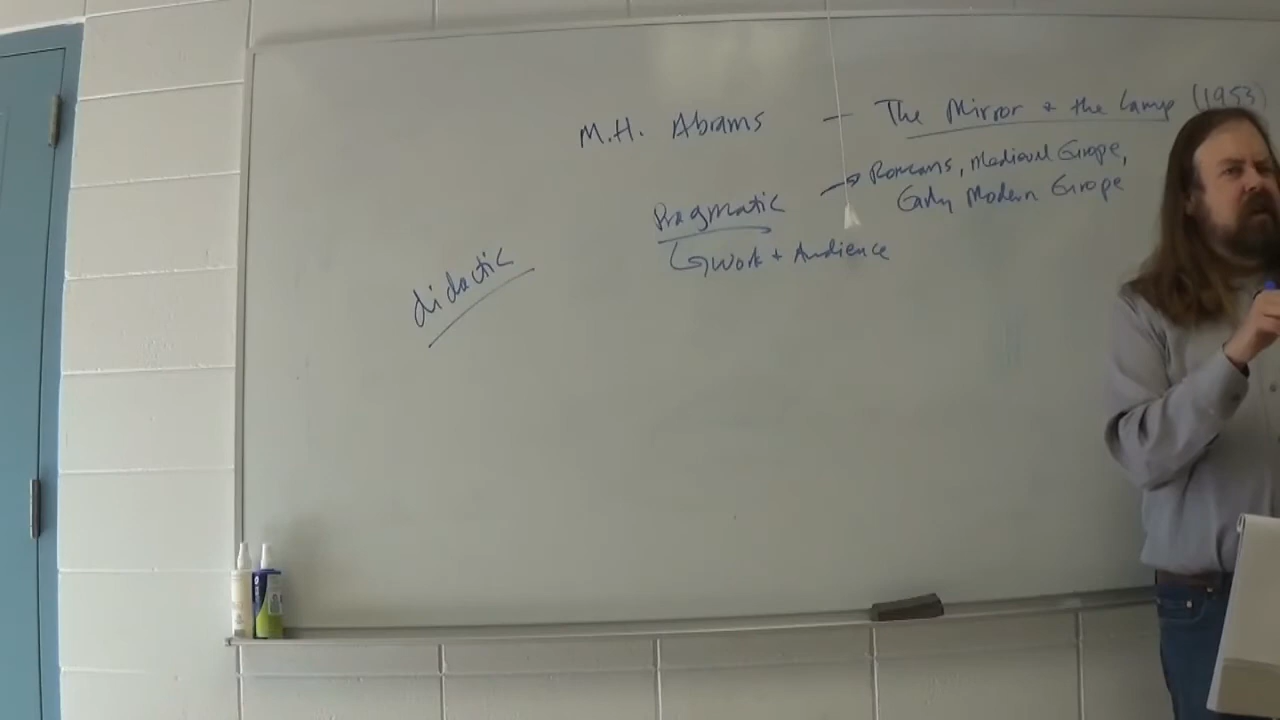 M.H. Abrams – The Mirror + the Lamp (1953)
Pragmatic → Romans, Medieval Europe,
Early Modern Europe
↳ Work + Audience
didactic